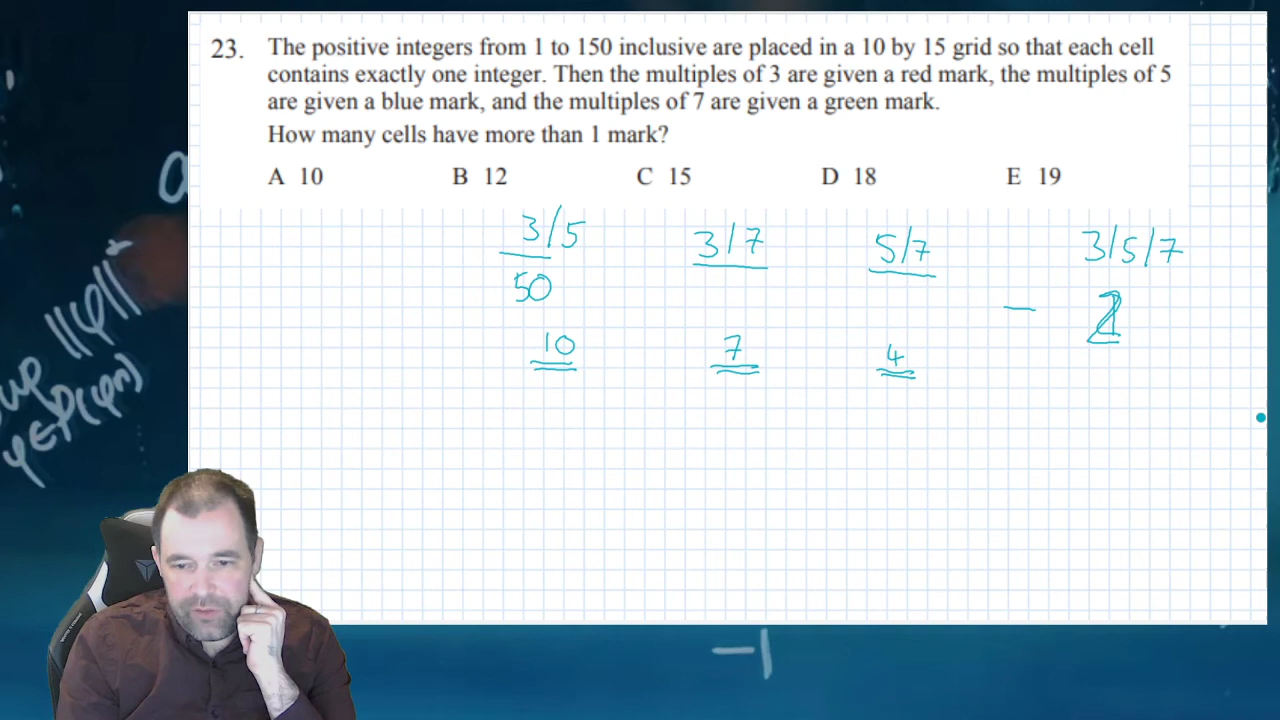 23. The positive integers from 1 to 150 inclusive are placed in a 10 by 15 grid so that each cell
contains exactly one integer. Then the multiples of 3 are given a red mark, the multiples of 5
are given a blue mark, and the multiples of 7 are given a green mark.
How many cells have more than 1 mark?
A 10 B 12 C 15 D 18 E 19
3/5 3/7 5/7 3/5/7
50 −
10 7 4
−1